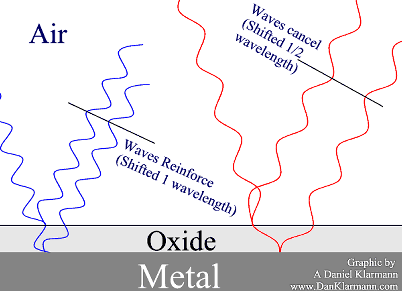 Air
Waves cancel
(Shifted 1/2
wavelength)
Waves Reinforce
(Shifted 1 wavelength)
Oxide
Metal
Graphic by
A Daniel Klarmann
www.DanKlarmann.com